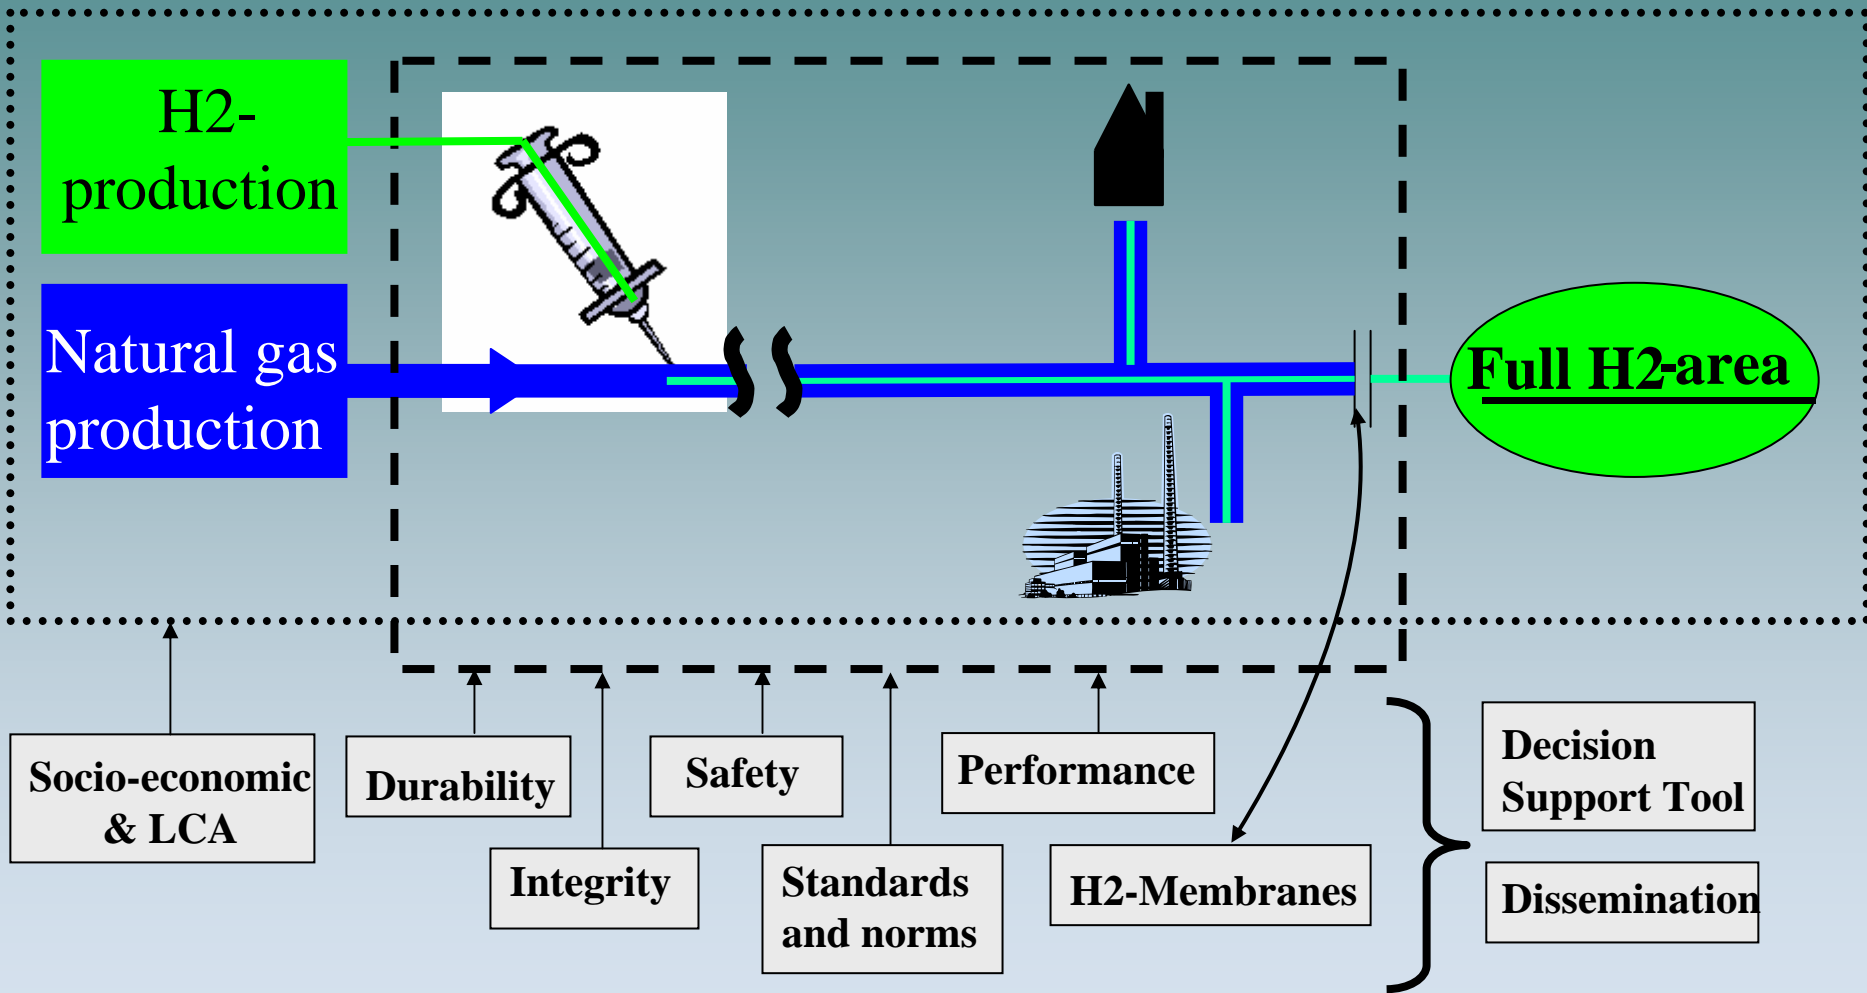 H2-
production
Natural gas
production
Full H2-area
Socio-economic
& LCA
Durability
Integrity
Safety
Standards
and norms
Performance
H2-Membranes
Decision
Support Tool
Dissemination